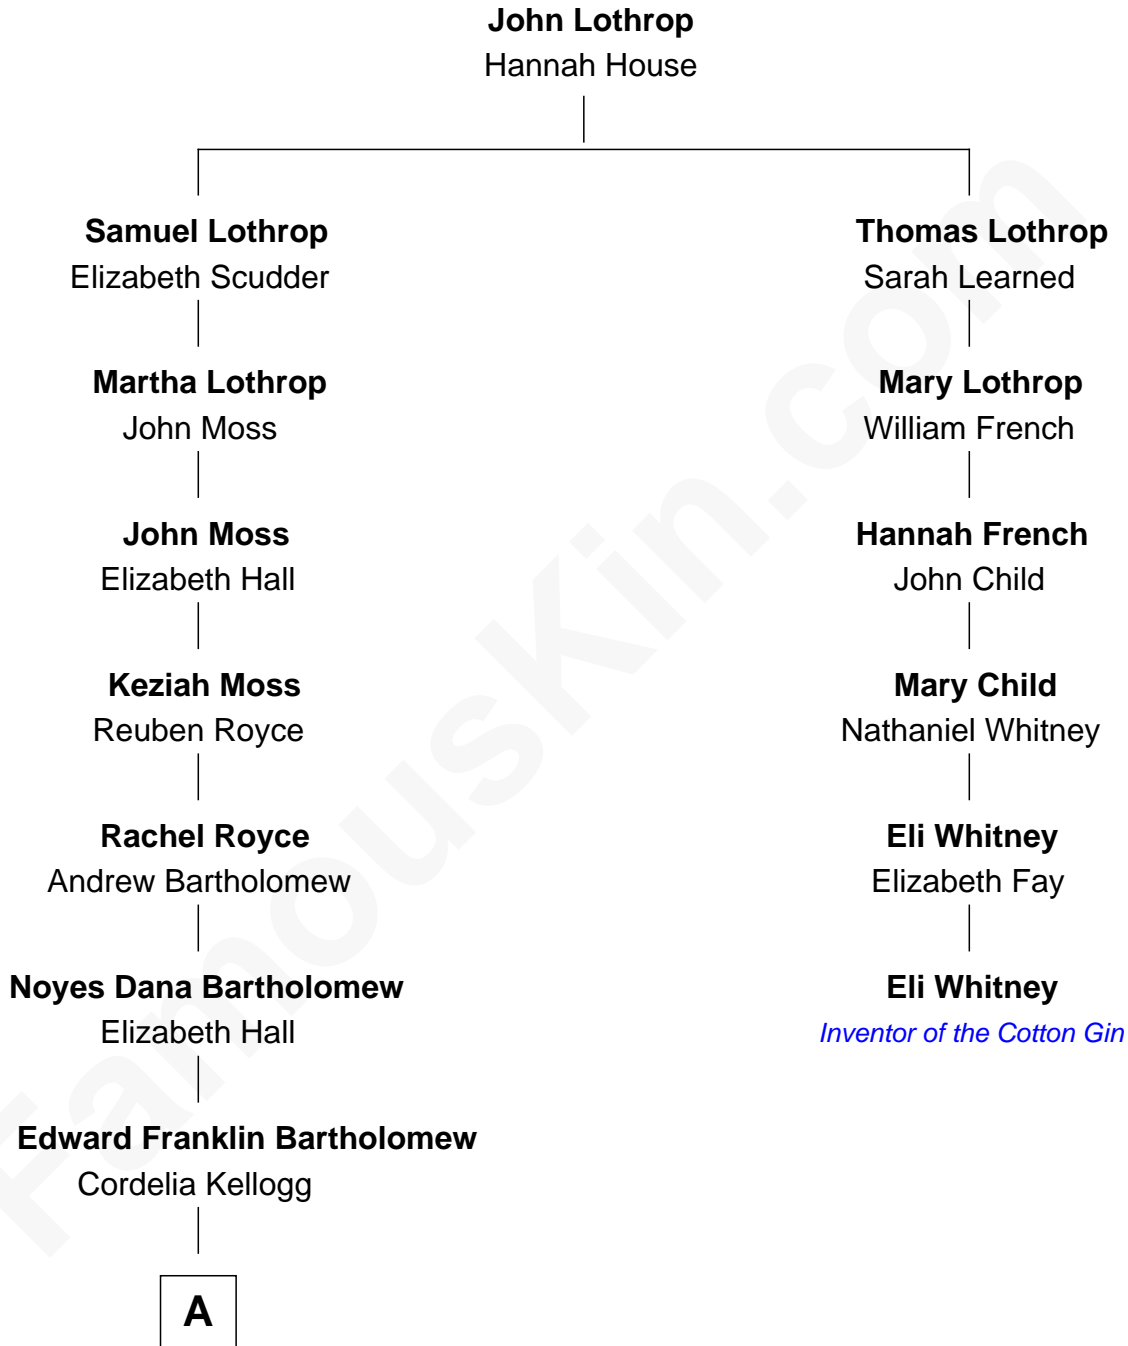 John Lothrop
Hannah House
Samuel Lothrop
Elizabeth Scudder
Thomas Lothrop
Sarah Learned
Martha Lothrop
John Moss
Mary Lothrop
William French
John Moss
Elizabeth Hall
Hannah French
John Child
Keziah Moss
Reuben Royce
Mary Child
Nathaniel Whitney
Rachel Royce
Andrew Bartholomew
Eli Whitney
Elizabeth Fay
Noyes Dana Bartholomew
Elizabeth Hall
Eli Whitney
Inventor of the Cotton Gin
Edward Franklin Bartholomew
Cordelia Kellogg
A
FamousKin.com